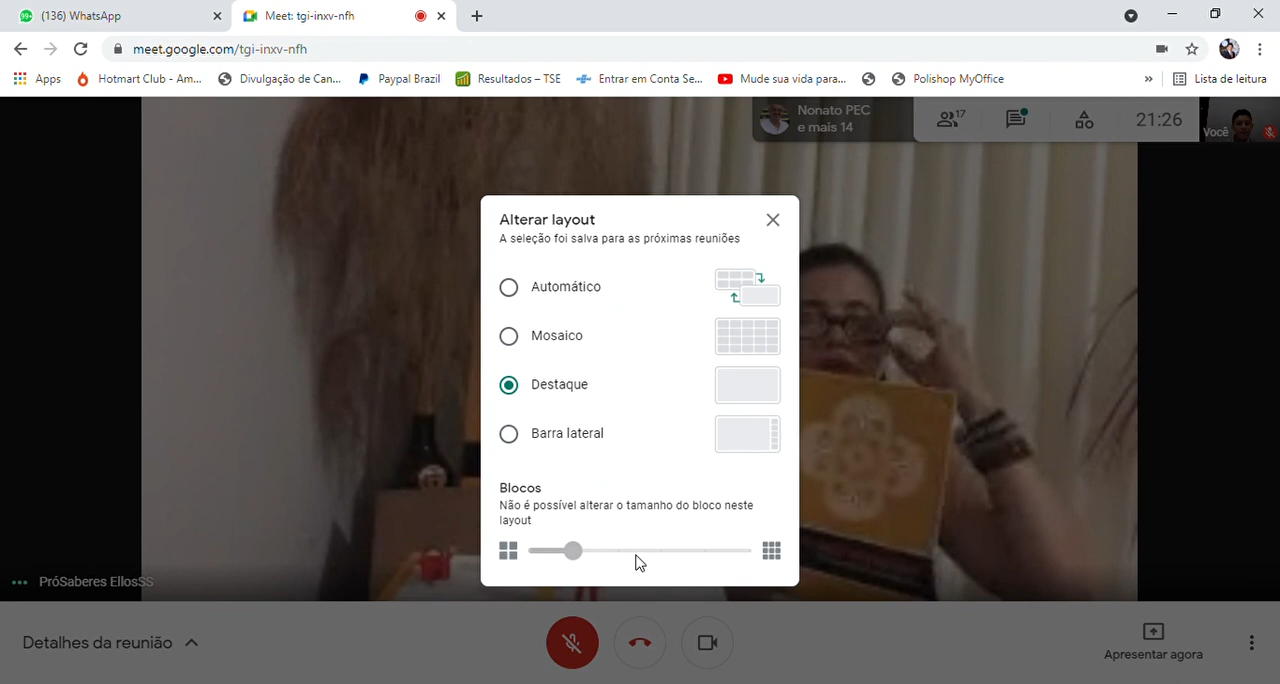 99+
(136) WhatsApp
Meet: tgi-inxv-nfh
meet.google.com/tgi-inxv-nfh
Apps
Hotmart Club - Am...
Divulgação de Can...
Paypal Brazil
Resultados – TSE
Entrar em Conta Se...
Mude sua vida para...
Polishop MyOffice
»
Lista de leitura
Nonato PEC
e mais 14
17
21:26
Você
Alterar layout
A seleção foi salva para as próximas reuniões
Automático
Mosaico
Destaque
Barra lateral
Blocos
Não é possível alterar o tamanho do bloco neste
layout
PróSaberes EllosSS
Detalhes da reunião
Apresentar agora